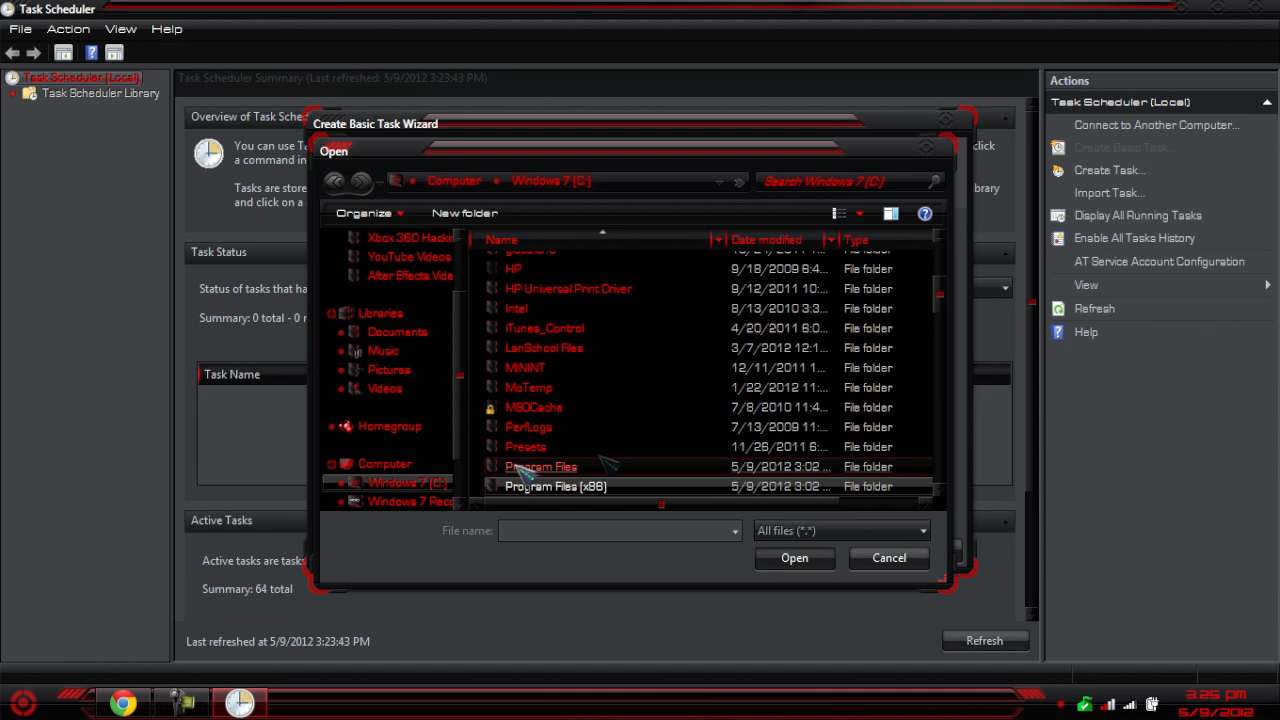 Task Scheduler
File Action View Help
Task Scheduler (Local)
Task Scheduler Library
Task Scheduler Summary (Last refreshed: 5/9/2012 3:23:43 PM)
Overview of Task Sche
You can use Ta
a command in
Tasks are store
and click on a
click
ibrary
Task Status
Status of tasks that ha
Summary: 0 total - 0 r
Task Name
Active Tasks
Active tasks are tasks
Summary: 64 total
Last refreshed at 5/9/2012 3:23:43 PM
Refresh
Create Basic Task Wizard
Open
Computer Windows 7 (C:)
Search Windows 7 (C:)
Organize New folder
Xbox 360 Hackin
YouTube Videos
After Effects Vide
Libraries
Documents
Music
Pictures
Videos
Homegroup
Computer
Windows 7 (C:)
Windows 7 Reco
Name Date modified Type
HP 9/18/2009 6:4... File folder
HP Universal Print Driver 9/12/2011 10:... File folder
Intel 8/13/2010 3:3... File folder
iTunes_Control 4/20/2011 6:0... File folder
LanSchool Files 3/7/2012 12:1... File folder
MININT 12/11/2011 1... File folder
MoTemp 1/22/2012 11:... File folder
MSOCache 7/8/2010 11:4... File folder
PerfLogs 7/13/2009 11:... File folder
Presets 11/26/2011 6:... File folder
Program Files 5/9/2012 3:02 ... File folder
Program Files (x86) 5/9/2012 3:02 ... File folder
File name:
All files (*.*)
Open Cancel
Actions
Task Scheduler (Local)
Connect to Another Computer...
Create Basic Task...
Create Task...
Import Task...
Display All Running Tasks
Enable All Tasks History
AT Service Account Configuration
View
Refresh
Help
3:25 PM
5/9/2012